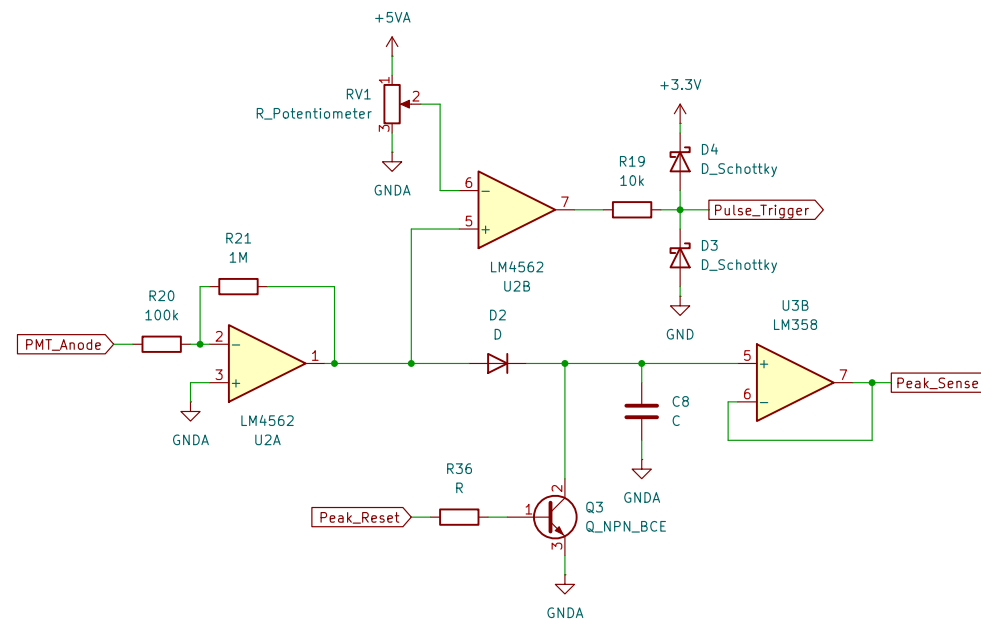 +5VA
1
RV1
R_Potentiometer
2
3
GNDA
+3.3V
D4
D_Schottky
6
−
5
+
7
LM4562
U2B
R19
10k
Pulse_Trigger
D3
D_Schottky
GND
R21
1M
R20
100k
PMT_Anode
2
−
3
+
1
LM4562
U2A
GNDA
D2
D
U3B
LM358
5
+
6
−
7
Peak_Sense
C8
C
GNDA
R36
R
Peak_Reset
1
2
3
Q3
Q_NPN_BCE
GNDA